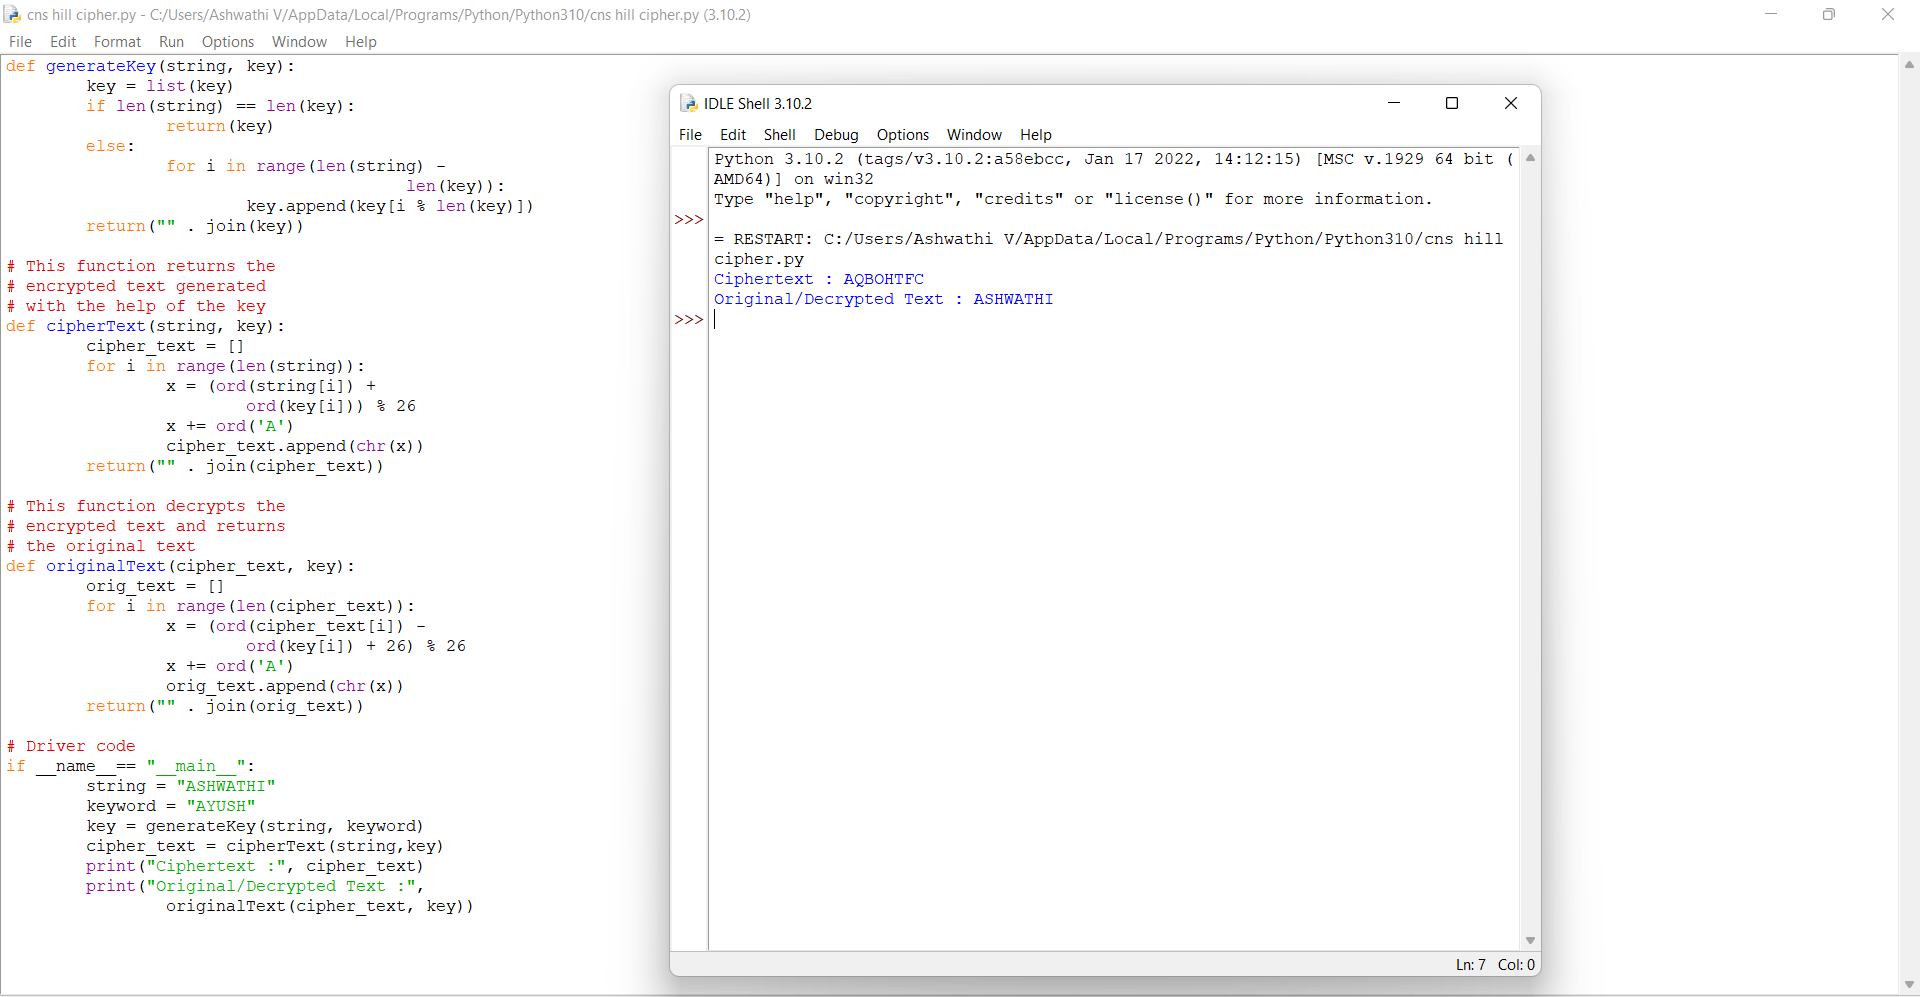 cns hill cipher.py - C:/Users/Ashwathi V/AppData/Local/Programs/Python/Python310/cns hill cipher.py (3.10.2)
File Edit Format Run Options Window Help
def generateKey(string, key):
        key = list(key)
        if len(string) == len(key):
                return(key)
        else:
                for i in range(len(string) -
                                        len(key)):
                        key.append(key[i % len(key)])
        return("" . join(key))

# This function returns the
# encrypted text generated
# with the help of the key
def cipherText(string, key):
        cipher_text = []
        for i in range(len(string)):
                x = (ord(string[i]) +
                        ord(key[i])) % 26
                x += ord('A')
                cipher_text.append(chr(x))
        return("" . join(cipher_text))

# This function decrypts the
# encrypted text and returns
# the original text
def originalText(cipher_text, key):
        orig_text = []
        for i in range(len(cipher_text)):
                x = (ord(cipher_text[i]) -
                        ord(key[i]) + 26) % 26
                x += ord('A')
                orig_text.append(chr(x))
        return("" . join(orig_text))

# Driver code
if __name__== "__main__":
        string = "ASHWATHI"
        keyword = "AYUSH"
        key = generateKey(string, keyword)
        cipher_text = cipherText(string,key)
        print("Ciphertext :", cipher_text)
        print("Original/Decrypted Text :",
                originalText(cipher_text, key))
IDLE Shell 3.10.2
File Edit Shell Debug Options Window Help
Python 3.10.2 (tags/v3.10.2:a58ebcc, Jan 17 2022, 14:12:15) [MSC v.1929 64 bit (
AMD64)] on win32
Type "help", "copyright", "credits" or "license()" for more information.
>>>
= RESTART: C:/Users/Ashwathi V/AppData/Local/Programs/Python/Python310/cns hill
cipher.py
Ciphertext : AQBOHTFC
Original/Decrypted Text : ASHWATHI
>>>
Ln: 7 Col: 0